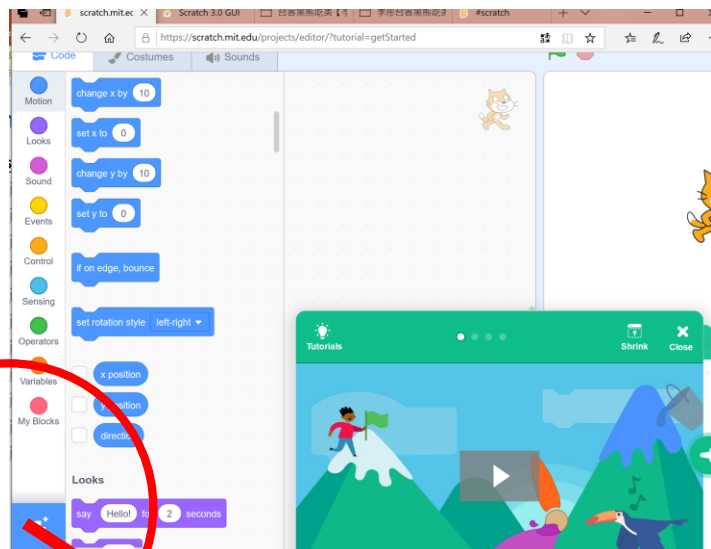 scratch.mit.ec
Scratch 3.0 GUI
#scratch
https://scratch.mit.edu/projects/editor/?tutorial=getStarted
Code
Costumes
Sounds
Motion
Looks
Sound
Events
Control
Sensing
Operators
Variables
My Blocks
change x by 10
set x to 0
change y by 10
set y to 0
if on edge, bounce
set rotation style left-right
x position
y position
direction
Looks
say Hello! for 2 seconds
Tutorials
Shrink
Close